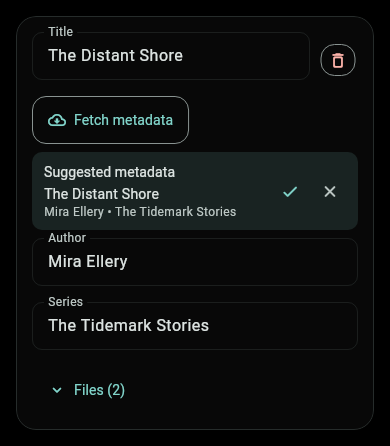 Title
The Distant Shore
Fetch metadata
Suggested metadata
The Distant Shore
Mira Ellery • The Tidemark Stories
Author
Mira Ellery
Series
The Tidemark Stories
Files (2)